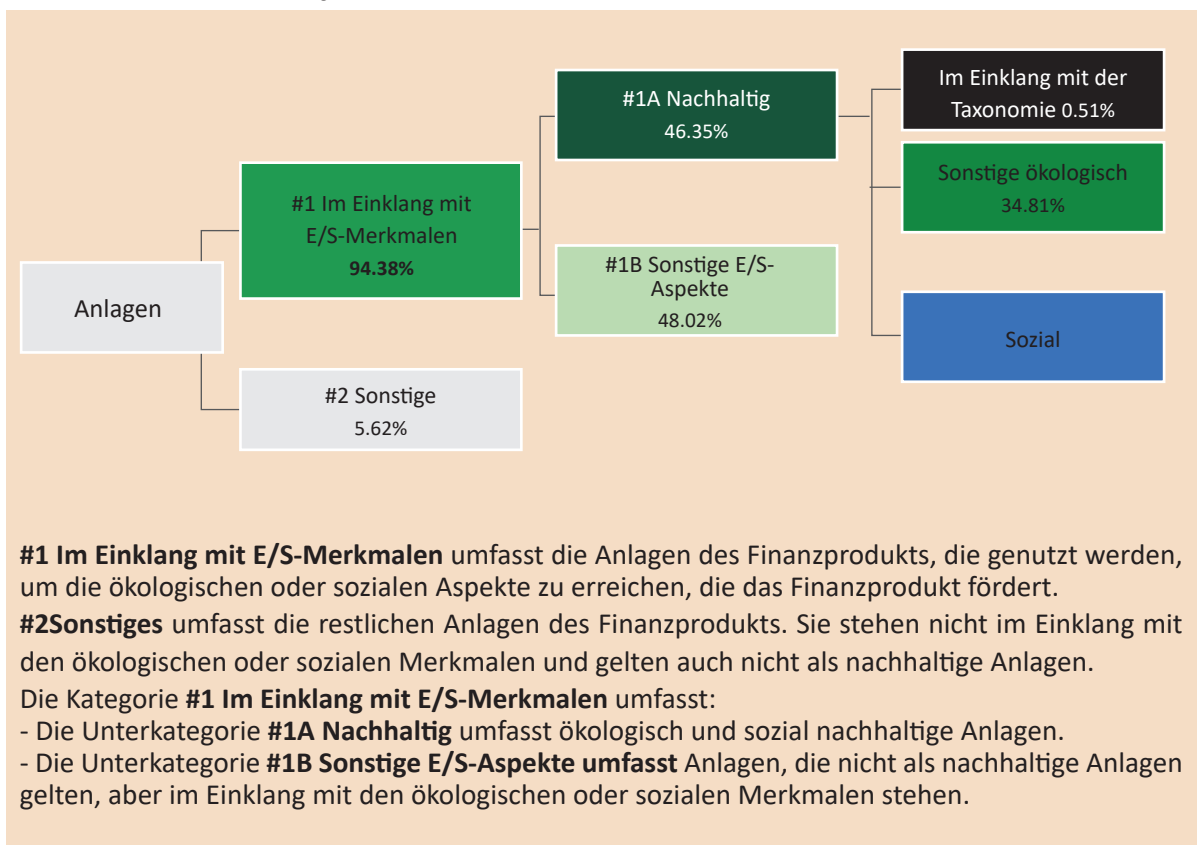 Anlagen
#1 Im Einklang mit
E/S-Merkmalen
94.38%
#2 Sonstige
5.62%
#1A Nachhaltig
46.35%
#1B Sonstige E/S-
Aspekte
48.02%
Im Einklang mit der
Taxonomie 0.51%
Sonstige ökologisch
34.81%
Sozial
#1 Im Einklang mit E/S-Merkmalen umfasst die Anlagen des Finanzprodukts, die genutzt werden,
um die ökologischen oder sozialen Aspekte zu erreichen, die das Finanzprodukt fördert.
#2Sonstiges umfasst die restlichen Anlagen des Finanzprodukts. Sie stehen nicht im Einklang mit
den ökologischen oder sozialen Merkmalen und gelten auch nicht als nachhaltige Anlagen.
Die Kategorie #1 Im Einklang mit E/S-Merkmalen umfasst:
- Die Unterkategorie #1A Nachhaltig umfasst ökologisch und sozial nachhaltige Anlagen.
- Die Unterkategorie #1B Sonstige E/S-Aspekte umfasst Anlagen, die nicht als nachhaltige Anlagen
gelten, aber im Einklang mit den ökologischen oder sozialen Merkmalen stehen.